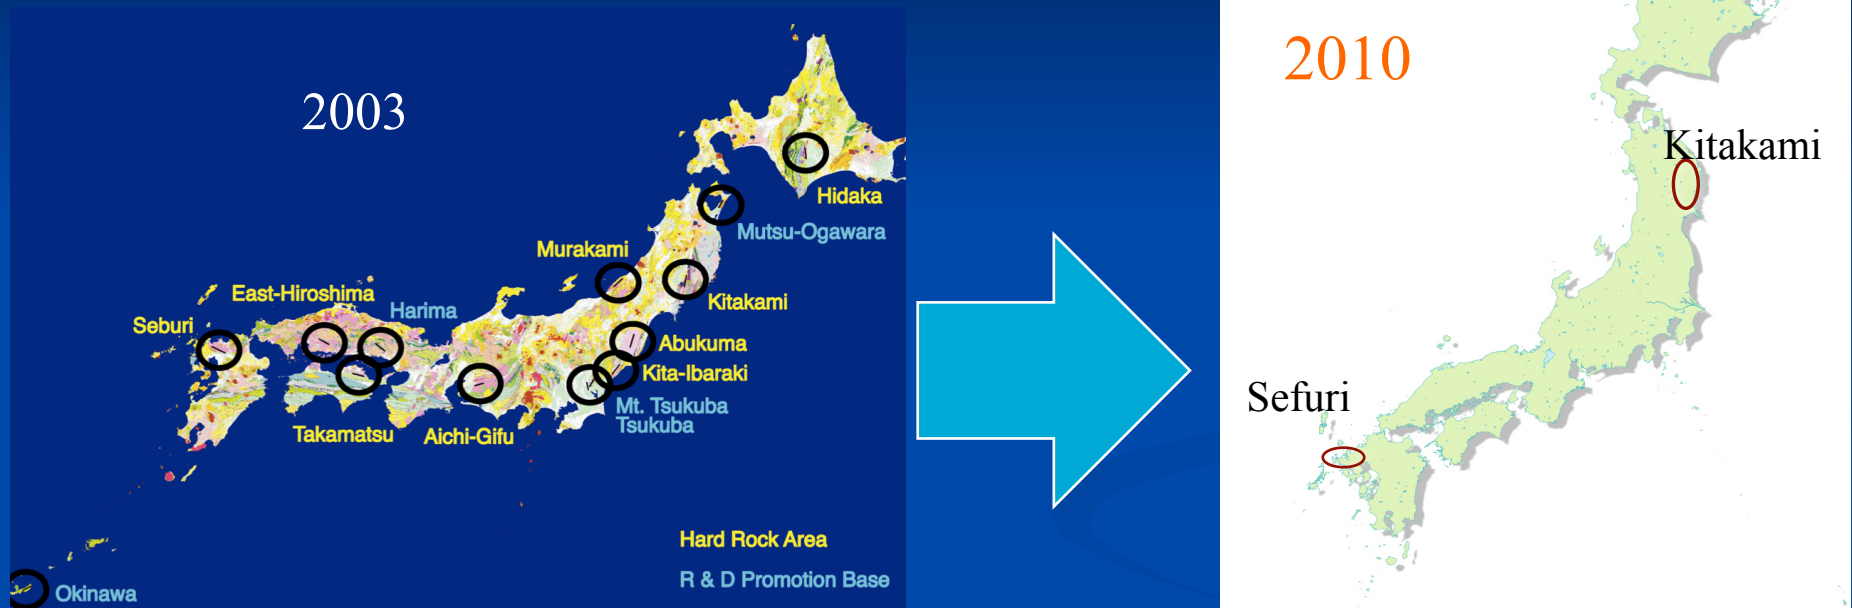 2003
Hidaka
Mutsu-Ogawara
Murakami
Kitakami
East-Hiroshima
Harima
Seburi
Abukuma
Kita-Ibaraki
Mt. Tsukuba
Tsukuba
Takamatsu
Aichi-Gifu
Hard Rock Area
R & D Promotion Base
Okinawa
2010
Kitakami
Sefuri